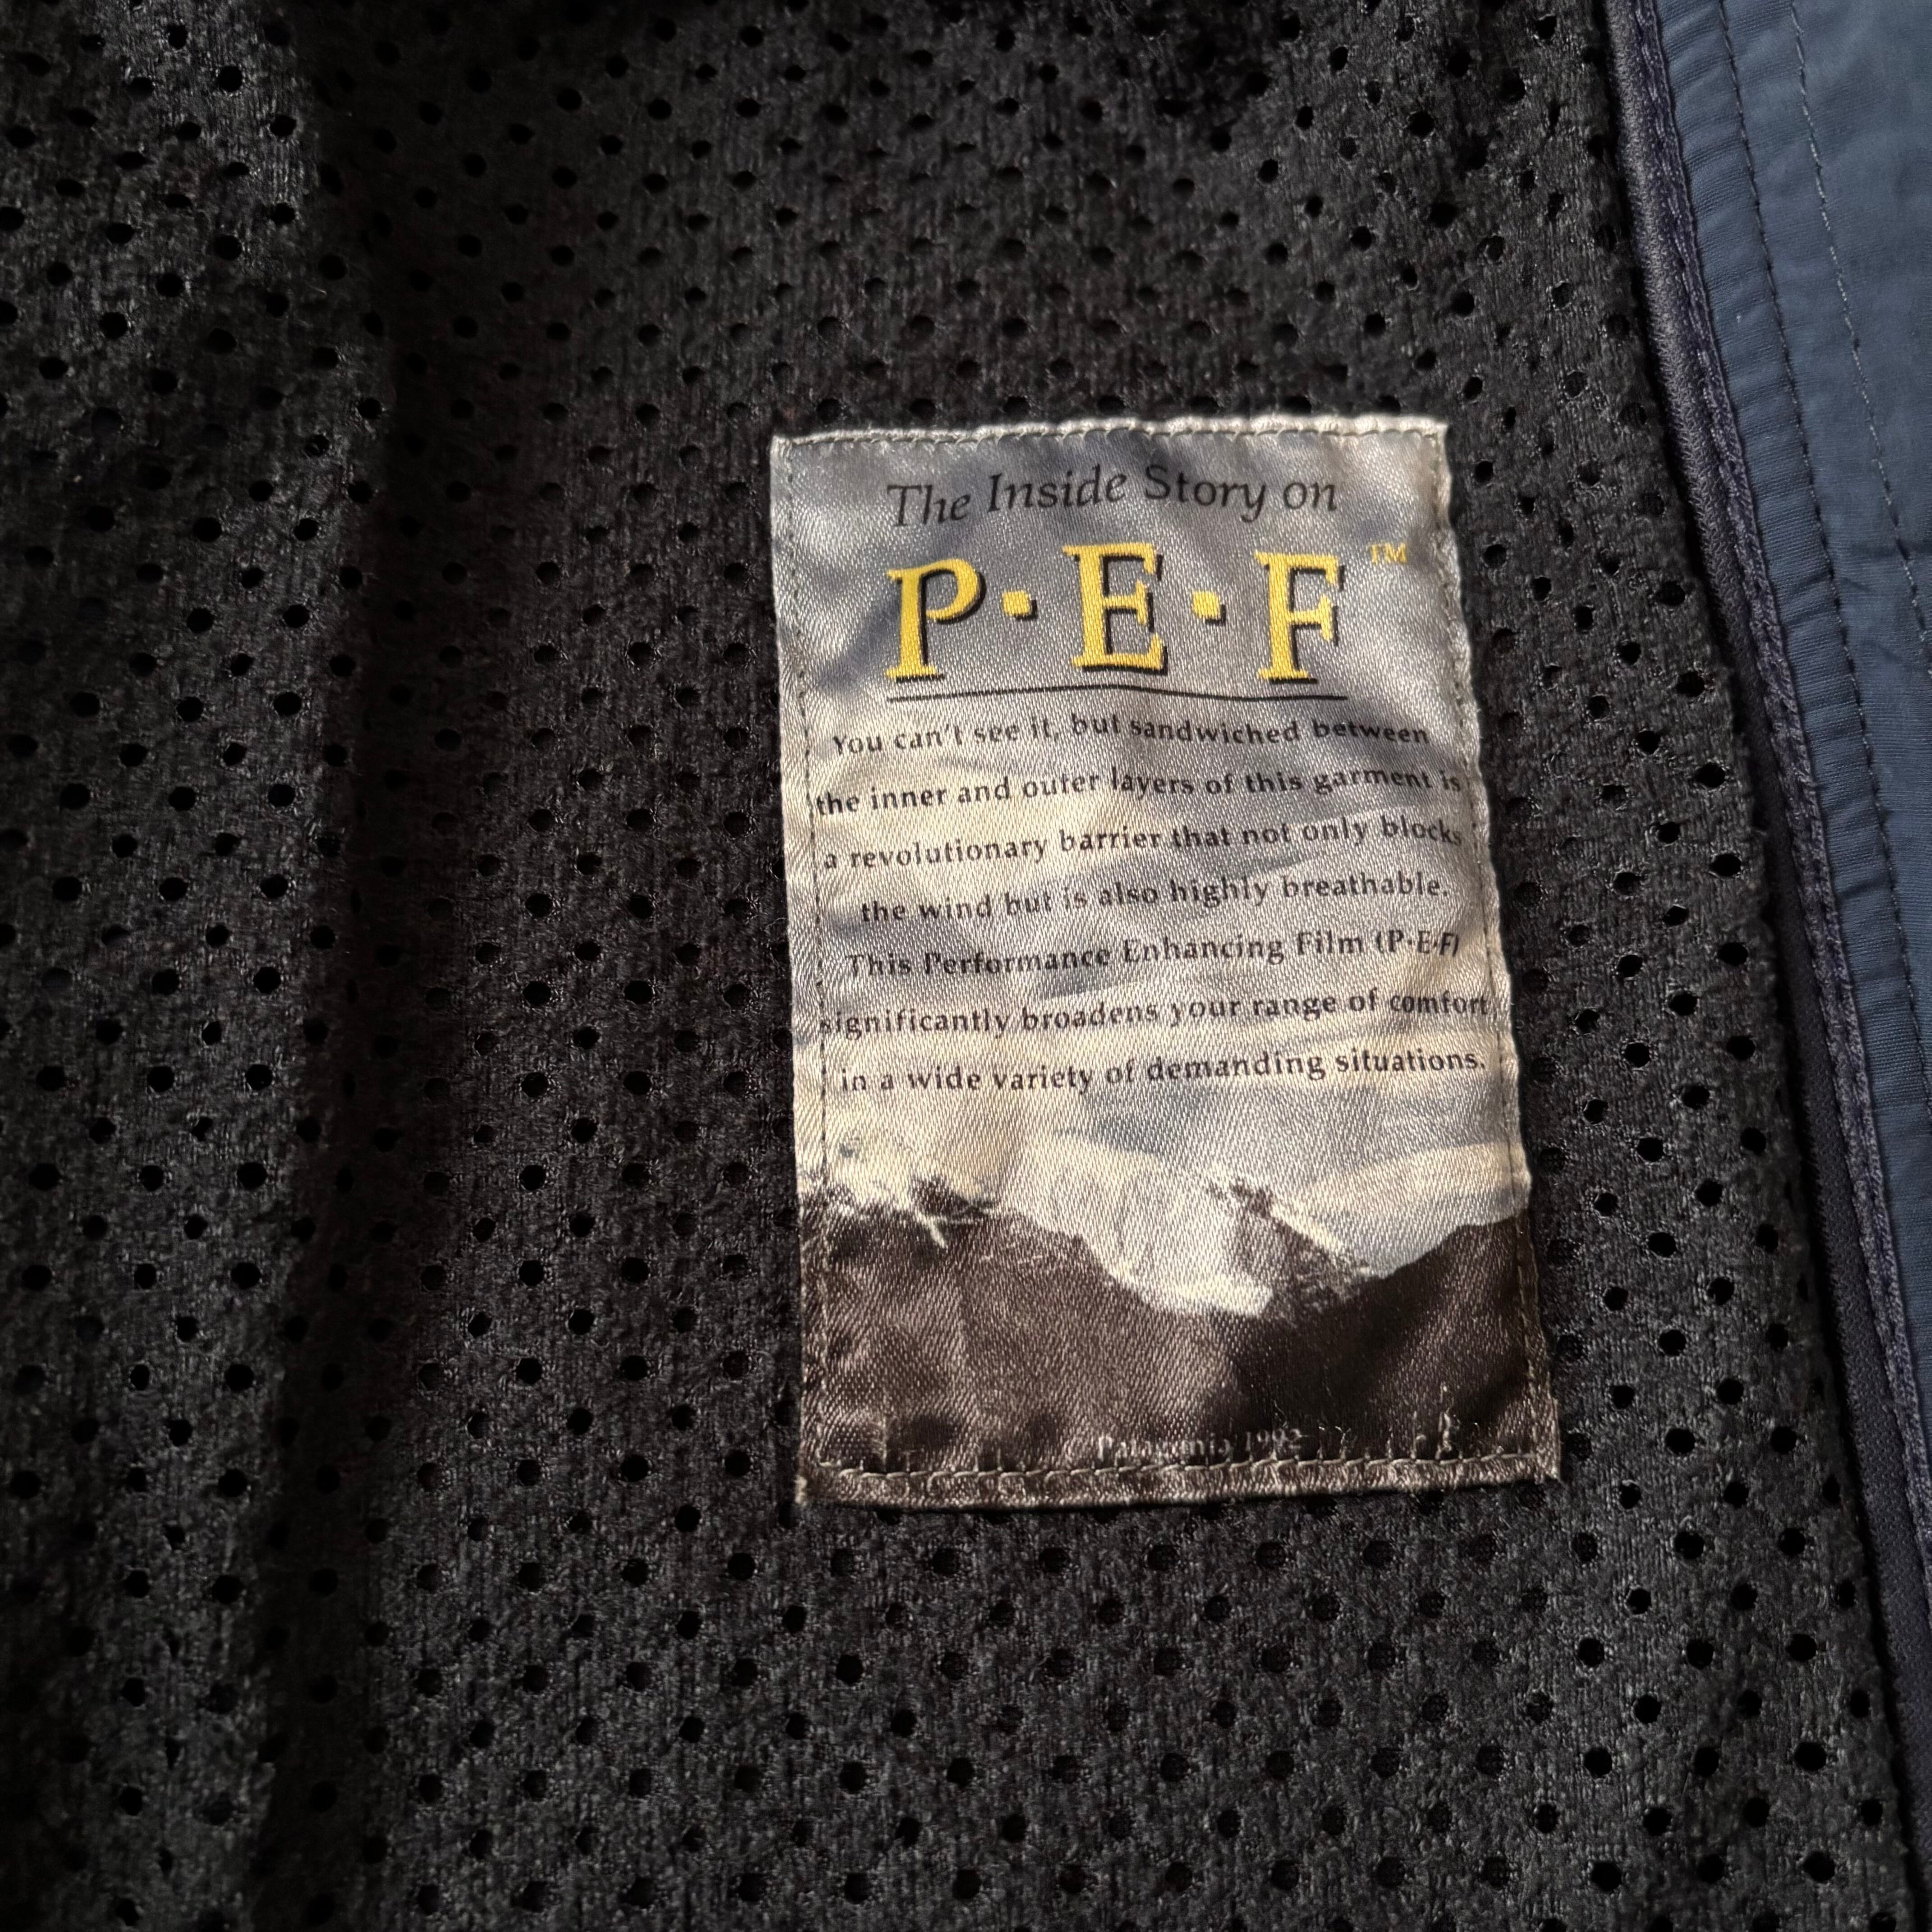 The Inside Story on
P·E·F™
You can't see it, but sandwiched between
the inner and outer layers of this garment is
a revolutionary barrier that not only blocks
the wind but is also highly breathable.
This Performance Enhancing Film (P·E·F)
significantly broadens your range of comfort
in a wide variety of demanding situations.
© Patagonia 1992